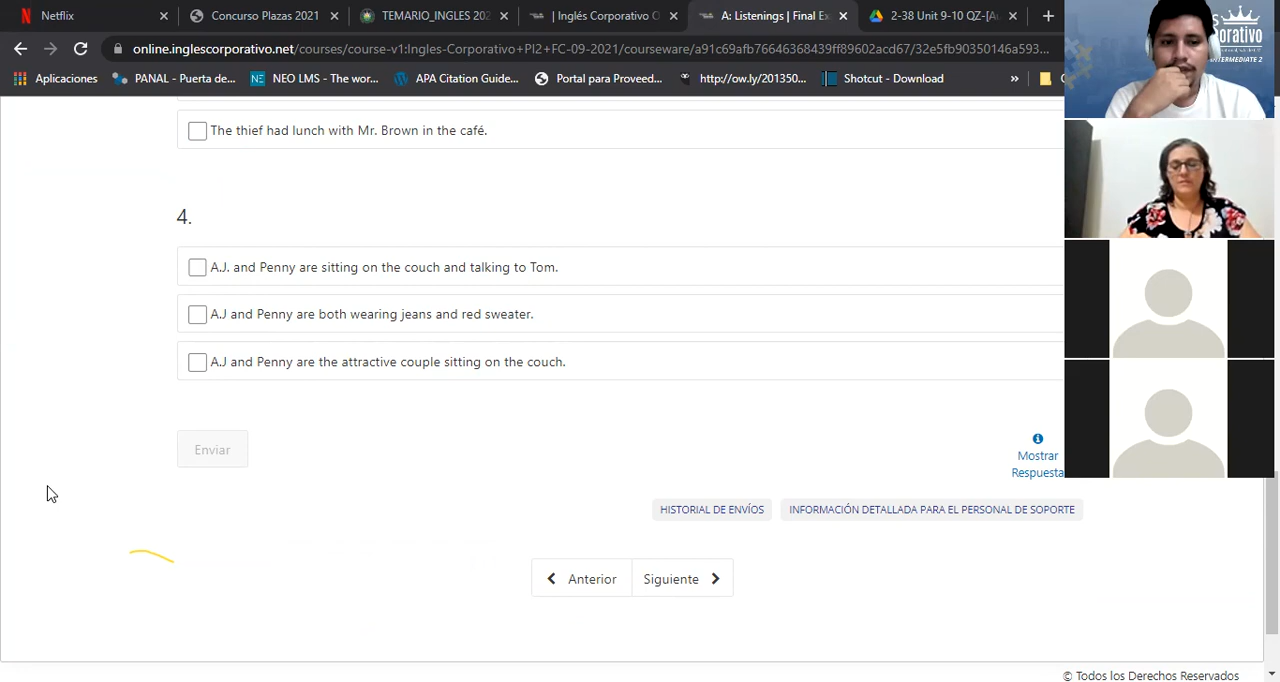 Netflix
Concurso Plazas 2021
TEMARIO_INGLES 202
| Inglés Corporativo O
A: Listenings | Final Ex
2-38 Unit 9-10 QZ-[A
online.inglescorporativo.net/courses/course-v1:Ingles-Corporativo+PI2+FC-09-2021/courseware/a91c69afb76646368439ff89602acd67/32e5fb90350146a593...
Aplicaciones
PANAL - Puerta de...
NEO LMS - The wor...
APA Citation Guide...
Portal para Proveed...
http://ow.ly/201350...
Shotcut - Download
»
orativo
INTERMEDIATE 2
The thief had lunch with Mr. Brown in the café.
4.
A.J. and Penny are sitting on the couch and talking to Tom.
A.J and Penny are both wearing jeans and red sweater.
A.J and Penny are the attractive couple sitting on the couch.
Enviar
Mostrar
Respuesta
HISTORIAL DE ENVÍOS
INFORMACIÓN DETALLADA PARA EL PERSONAL DE SOPORTE
Anterior
Siguiente
© Todos los Derechos Reservados